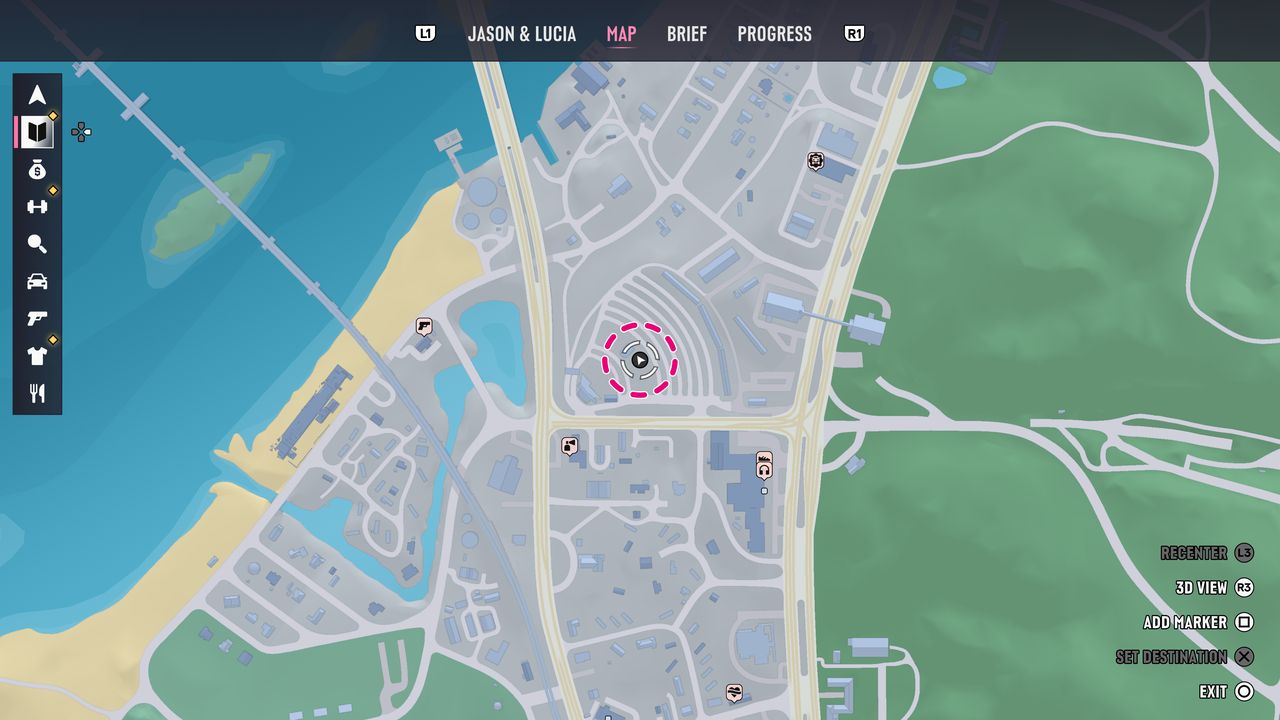 L1 JASON & LUCIA MAP BRIEF PROGRESS R1
RECENTER L3
3D VIEW R3
ADD MARKER
SET DESTINATION
EXIT